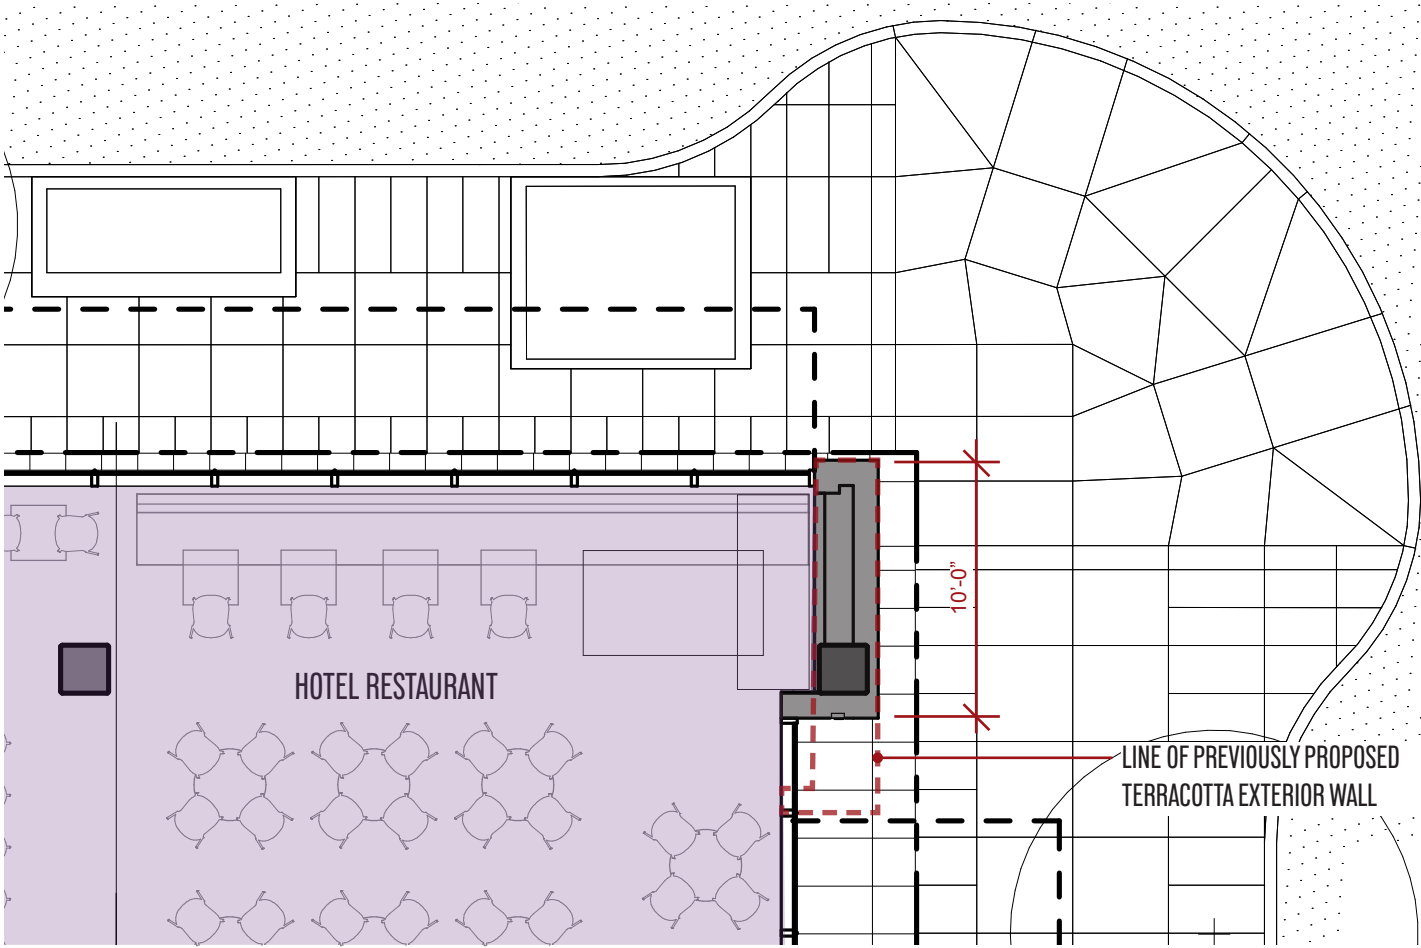 10'-0"
HOTEL RESTAURANT
LINE OF PREVIOUSLY PROPOSED
TERRACOTTA EXTERIOR WALL